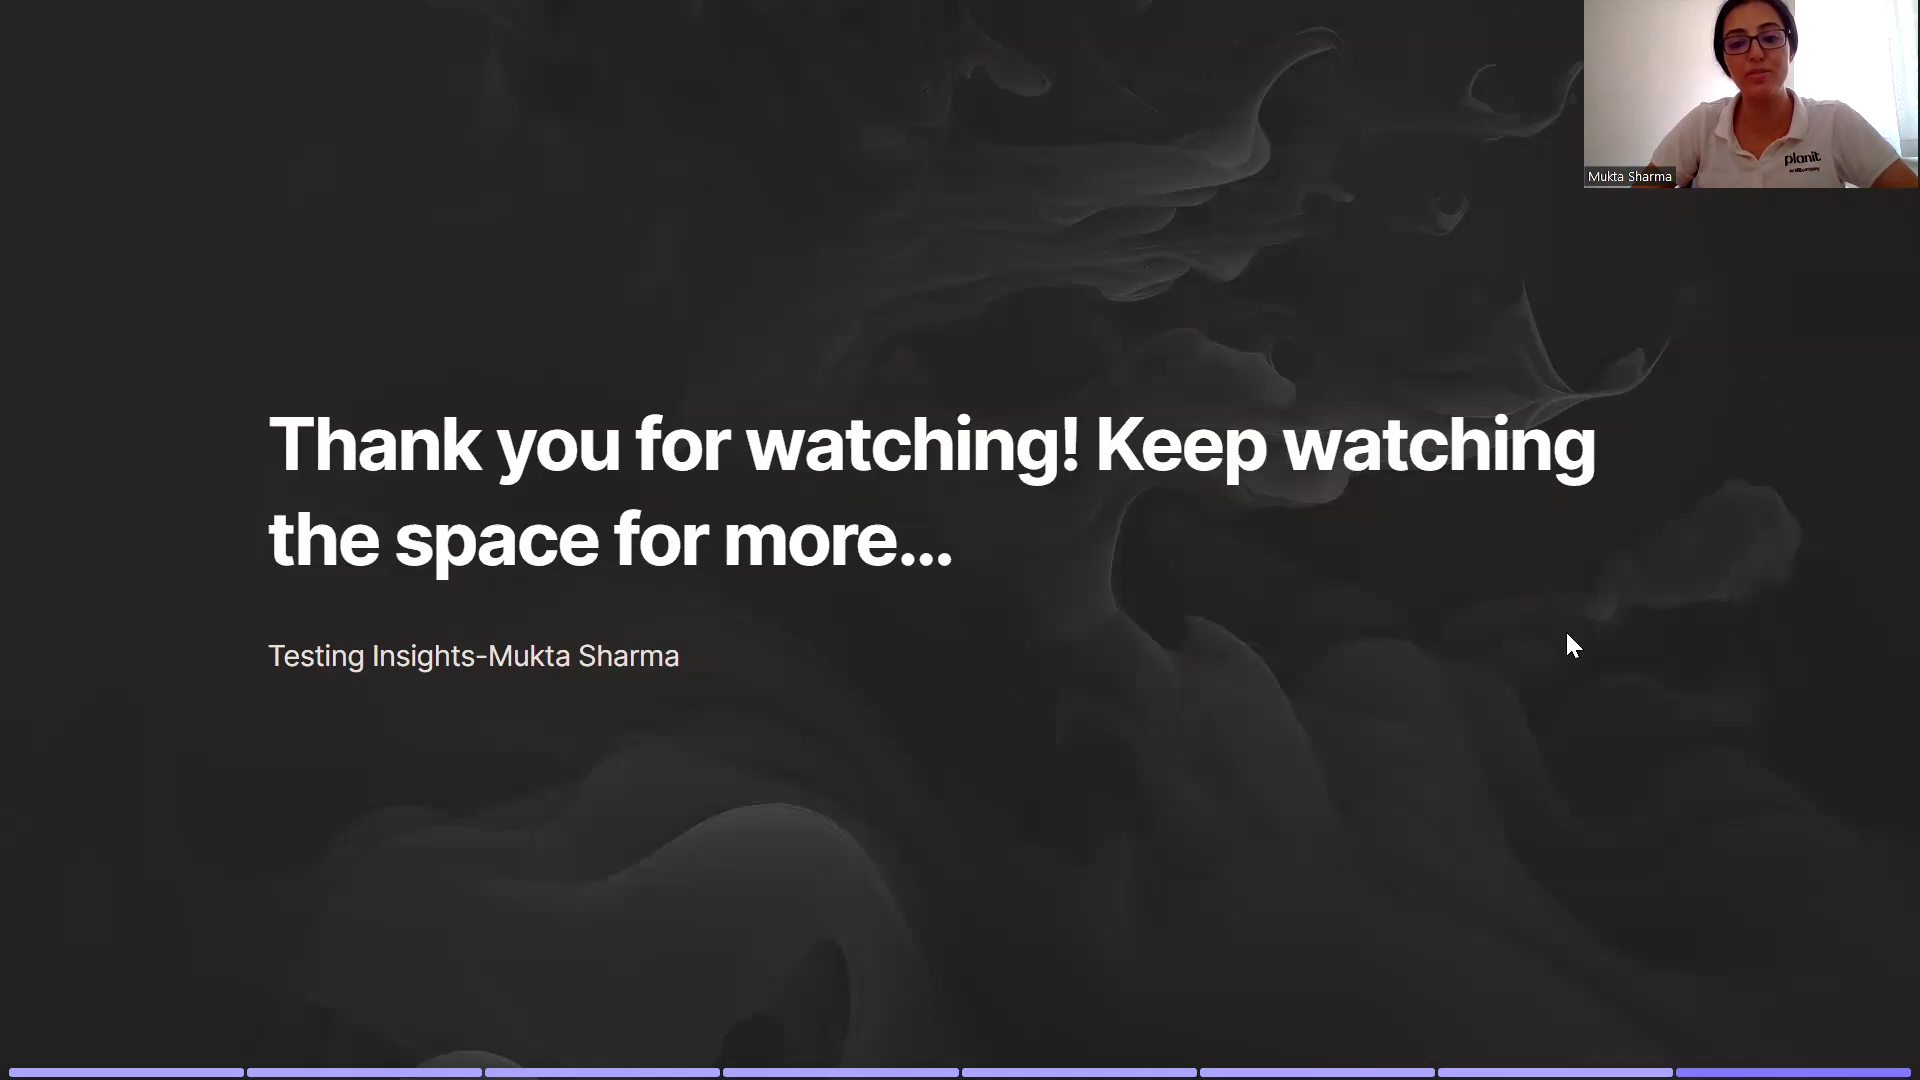 planit
Mukta Sharma
Thank you for watching! Keep watching
the space for more...
Testing Insights-Mukta Sharma